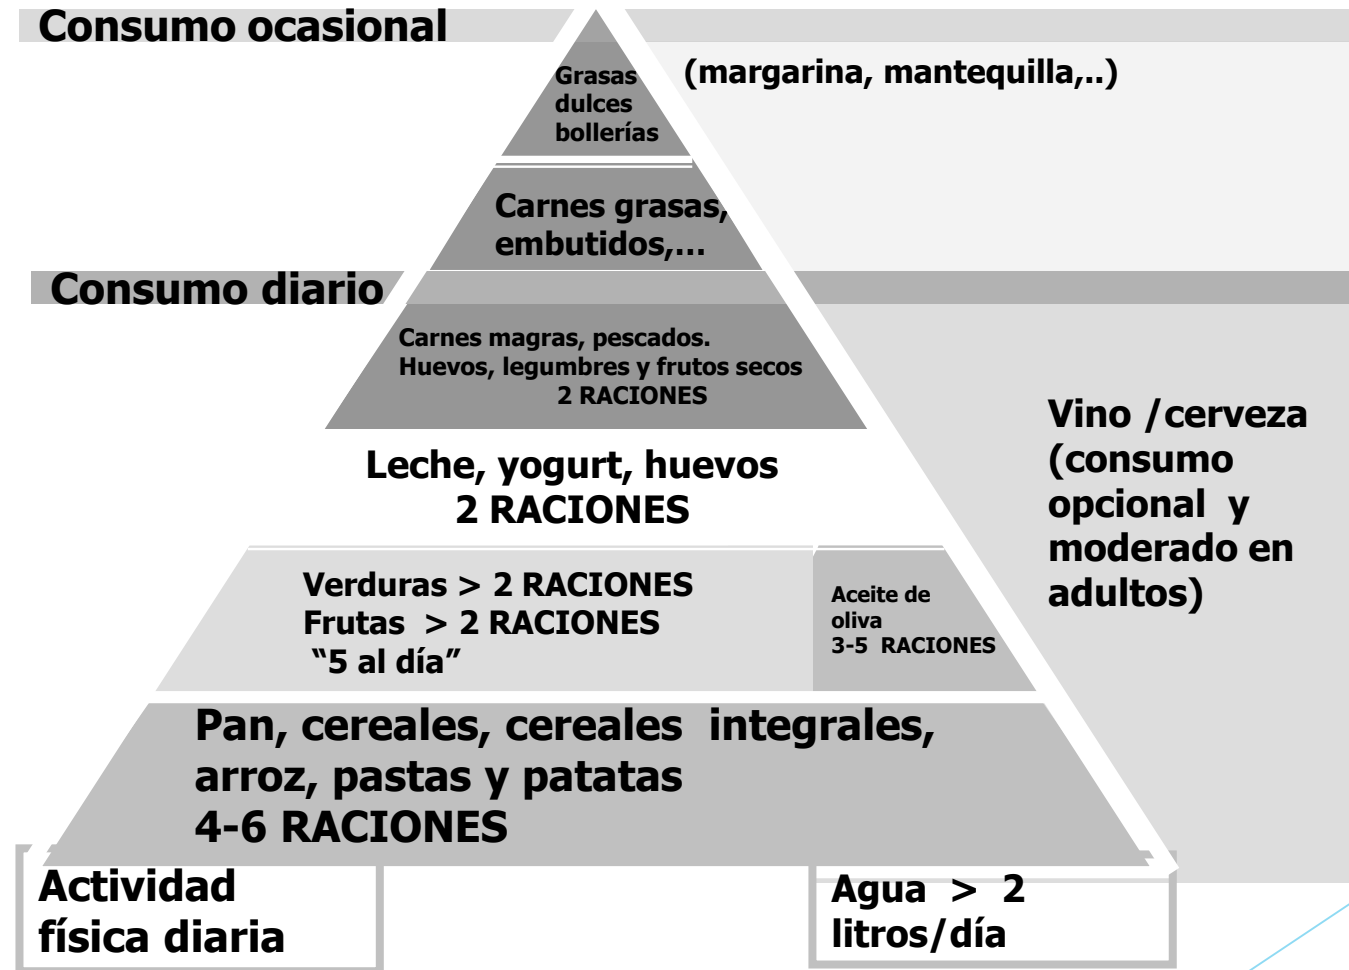 Consumo ocasional
Grasas
dulces
bollerías
(margarina, mantequilla,..)
Carnes grasas,
embutidos,...
Consumo diario
Carnes magras, pescados.
Huevos, legumbres y frutos secos
2 RACIONES
Leche, yogurt, huevos
2 RACIONES
Vino /cerveza
(consumo
opcional y
moderado en
adultos)
Verduras > 2 RACIONES
Frutas > 2 RACIONES
“5 al día”
Aceite de
oliva
3-5 RACIONES
Pan, cereales, cereales integrales,
arroz, pastas y patatas
4-6 RACIONES
Actividad
física diaria
Agua > 2
litros/día